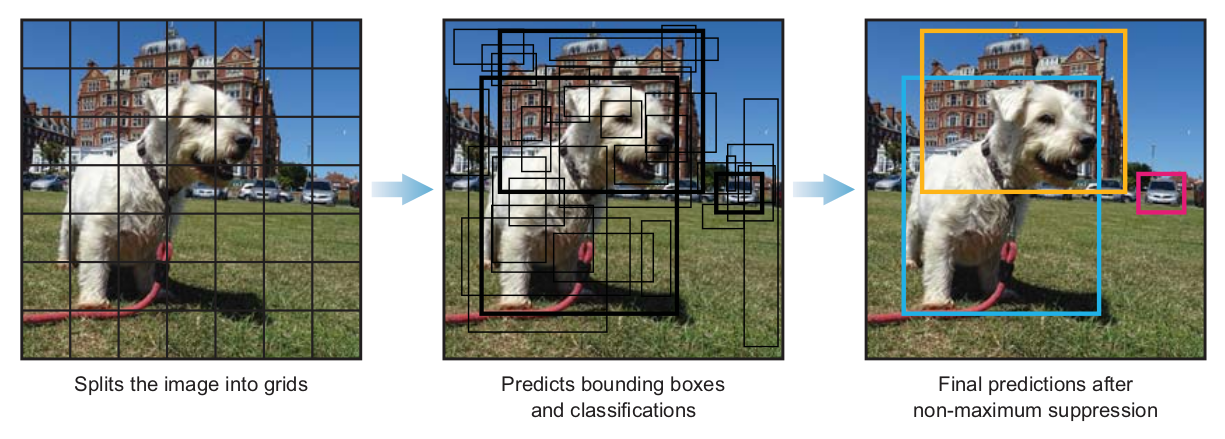 Splits the image into grids
Predicts bounding boxes
and classifications
Final predictions after
non-maximum suppression